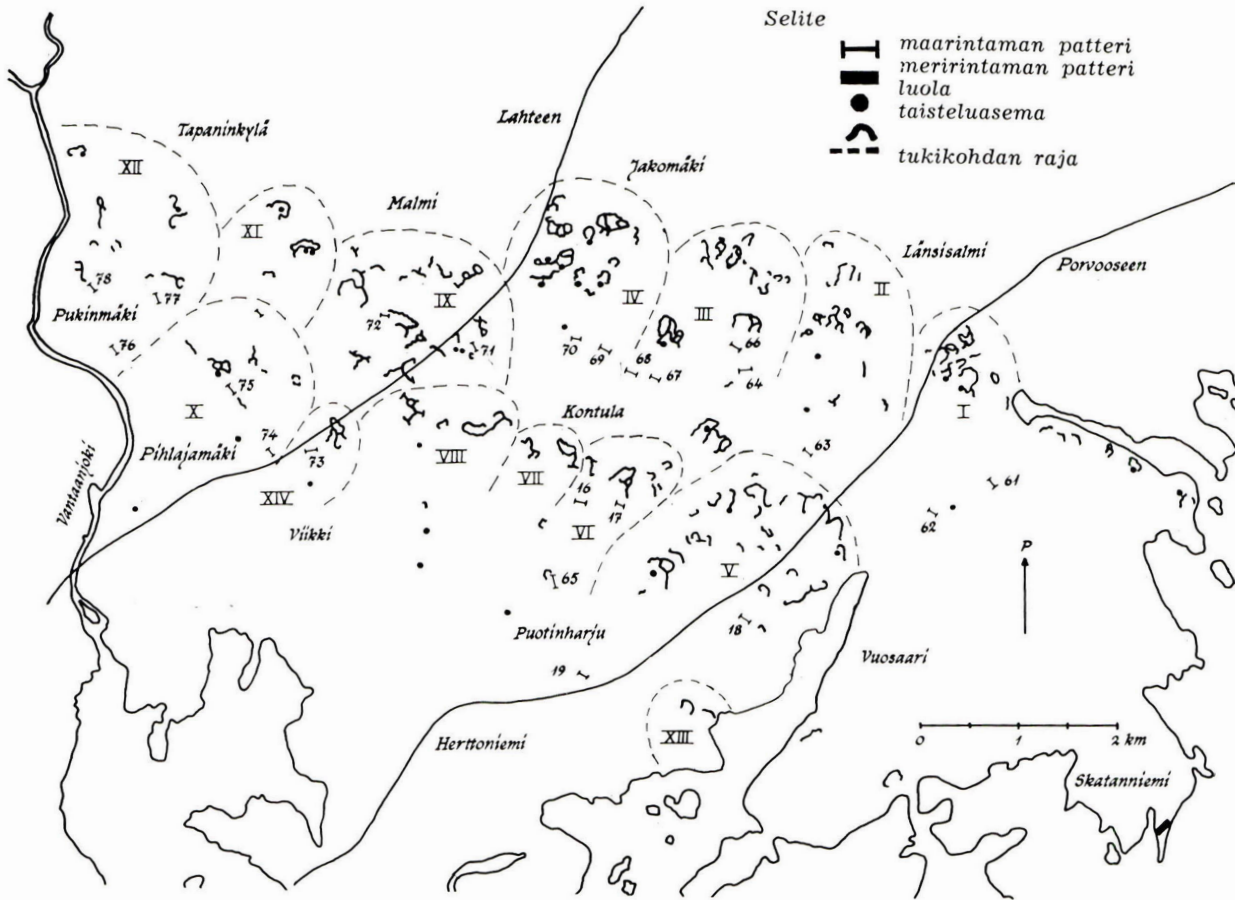 Selite
maarintaman patteri
meririntaman patteri
luola
taisteluasema
tukikohdan raja
Lahteen
Tapaninkylä
Jakomäki
XII
Malmi
XI
Länsisalmi
Porvooseen
78
77
IX
IV
II
III
Pukinmäki
72
76
71
70
69
68
66
67
64
75
X
Kontula
I
74
Pihlajamäki
73
VIII
VII
63
16
61
XIV
17
62
Vantaanjoki
Viikki
VI
P
65
V
18
Puotinharju
Vuosaari
19
XIII
Herttoniemi
0 1 2 km
Skatanniemi